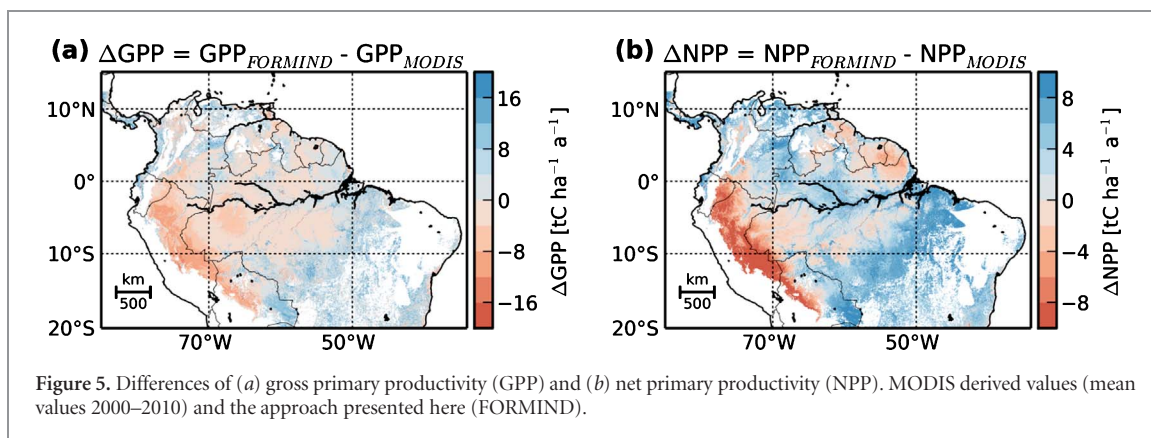 (a) ΔGPP = GPP_FORMIND - GPP_MODIS
10°N
0°
10°S
20°S
70°W
50°W
km
500
16
8
0
−8
−16
ΔGPP [tC ha⁻¹ a⁻¹]
(b) ΔNPP = NPP_FORMIND - NPP_MODIS
10°N
0°
10°S
20°S
70°W
50°W
km
500
8
4
0
−4
−8
ΔNPP [tC ha⁻¹ a⁻¹]
Figure 5. Differences of (a) gross primary productivity (GPP) and (b) net primary productivity (NPP). MODIS derived values (mean
values 2000–2010) and the approach presented here (FORMIND).